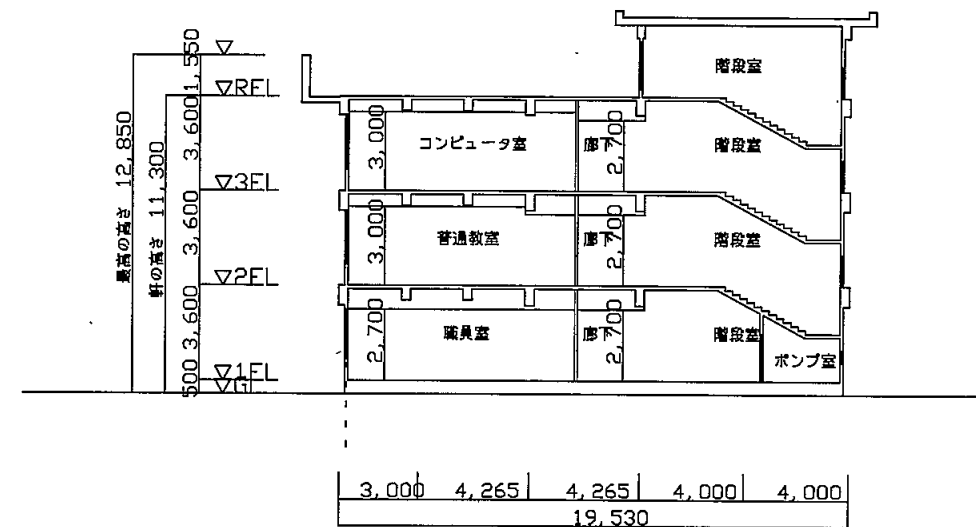 1,550
▽
▽RFL
階段室
3,600
3,000
コンピュータ室
廊下
2,700
階段室
最高の高さ 12,850
軒の高さ 11,300
▽3FL
3,600
3,000
普通教室
廊下
2,700
階段室
▽2FL
3,600
2,700
職員室
廊下
2,700
階段室
ポンプ室
▽1FL
500
▽GL
3,000 4,265 4,265 4,000 4,000
19,530